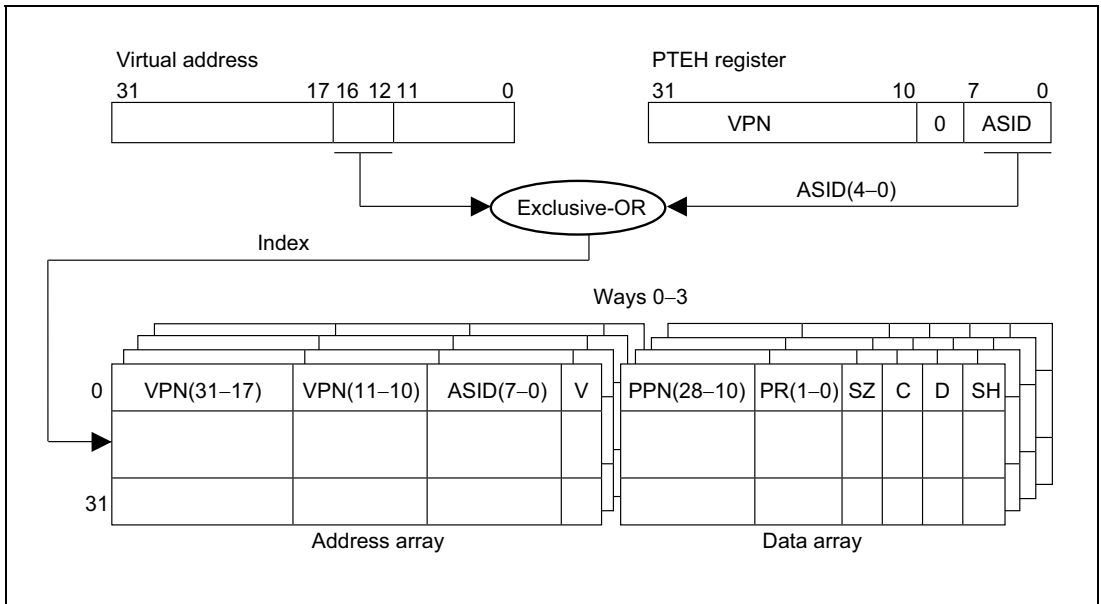 Virtual address PTEH register
31 17 16 12 11 0 31 10 7 0
VPN 0 ASID
ASID(4–0)
Exclusive-OR
Index
Ways 0–3
0 VPN(31–17) VPN(11–10) ASID(7–0) V PPN(28–10) PR(1–0) SZ C D SH
31
Address array Data array